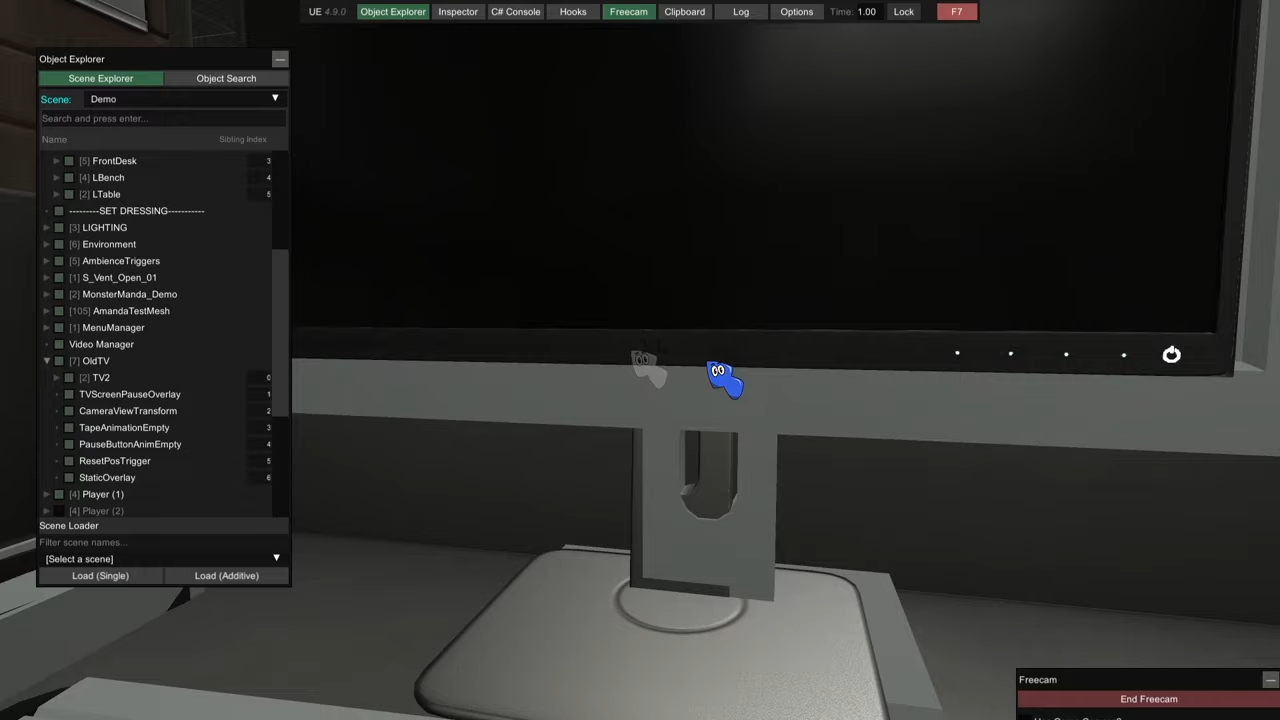 UE 4.9.0 Object Explorer Inspector C# Console Hooks Freecam Clipboard Log Options Time: 1.00 Lock F7
Object Explorer —
Scene Explorer Object Search
Scene: Demo ▼
Search and press enter...
Name Sibling Index
[5] FrontDesk 3
[4] LBench 4
[2] LTable 5
---------SET DRESSING-----------
[3] LIGHTING
[6] Environment
[5] AmbienceTriggers
[1] S_Vent_Open_01
[2] MonsterManda_Demo
[105] AmandaTestMesh
[1] MenuManager
Video Manager
[7] OldTV
[2] TV2 0
TVScreenPauseOverlay 1
CameraViewTransform 2
TapeAnimationEmpty 3
PauseButtonAnimEmpty 4
ResetPosTrigger 5
StaticOverlay 6
[4] Player (1)
[4] Player (2)
Scene Loader
Filter scene names...
[Select a scene] ▼
Load (Single) Load (Additive)
Freecam —
End Freecam